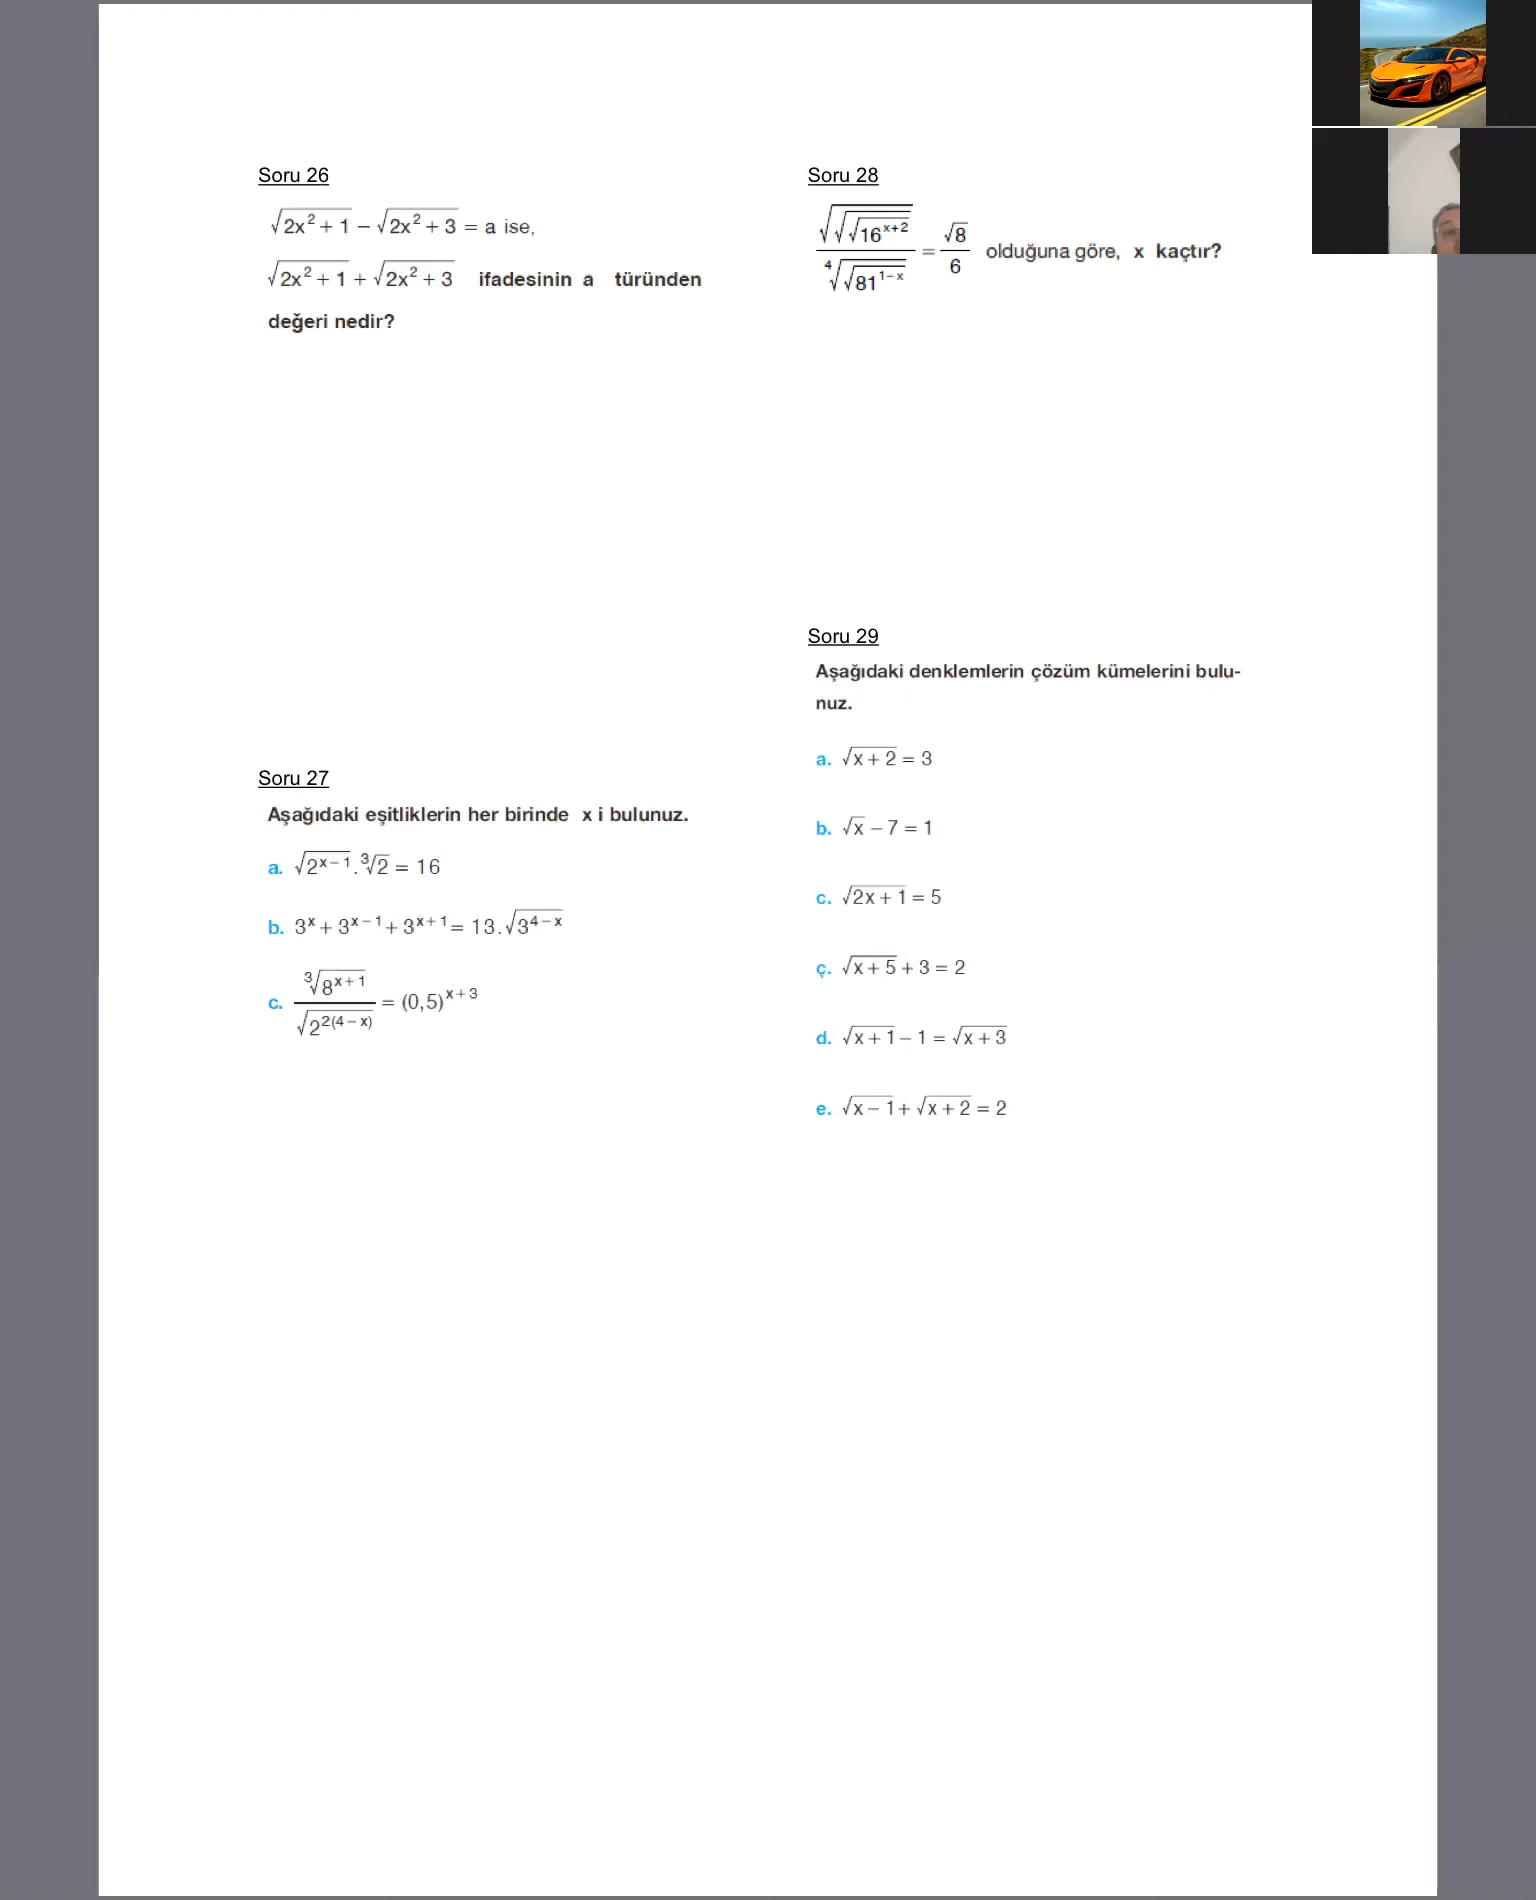 Soru 26
√(2x² + 1) − √(2x² + 3) = a ise,
√(2x² + 1) + √(2x² + 3) ifadesinin a türünden
değeri nedir?
Soru 27
Aşağıdaki eşitliklerin her birinde x i bulunuz.
a. √(2^(x−1)) . ∛2 = 16
b. 3^x + 3^(x−1) + 3^(x+1) = 13 . √(3^(4−x))
c. ∛(8^(x+1)) / √(2^(2(4−x))) = (0,5)^(x+3)
Soru 28
√(√(√(16^(x+2)))) / ∜(√(81^(1−x))) = √8 / 6 olduğuna göre, x kaçtır?
Soru 29
Aşağıdaki denklemlerin çözüm kümelerini bulu-
nuz.
a. √(x + 2) = 3
b. √x − 7 = 1
c. √(2x + 1) = 5
ç. √(x + 5) + 3 = 2
d. √(x + 1) − 1 = √(x + 3)
e. √(x − 1) + √(x + 2) = 2